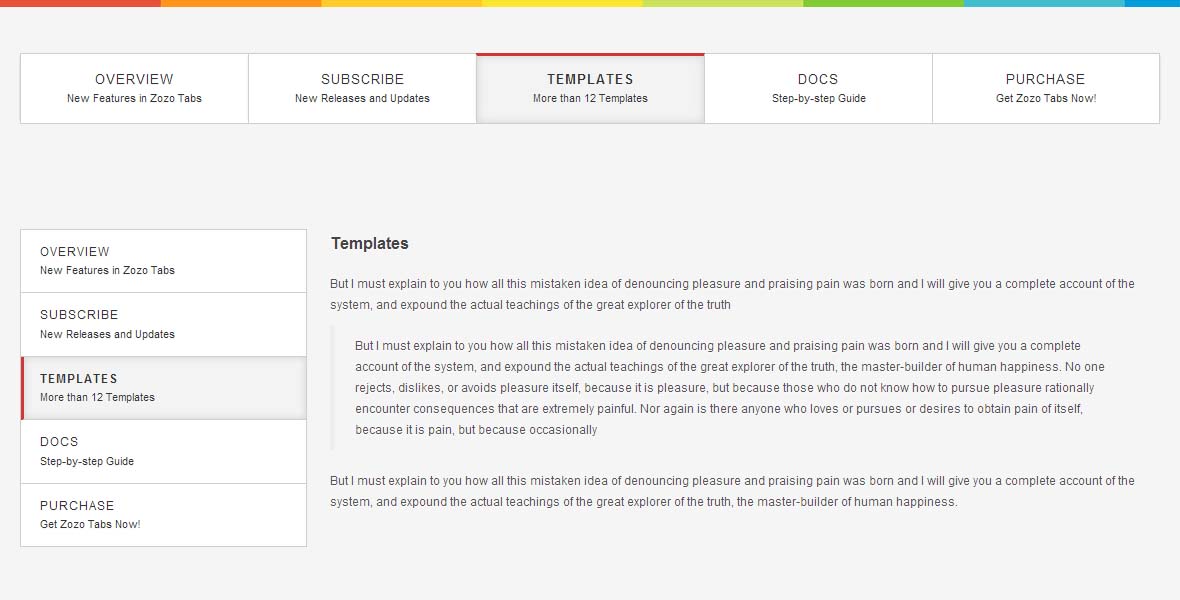 OVERVIEW
New Features in Zozo Tabs
SUBSCRIBE
New Releases and Updates
TEMPLATES
More than 12 Templates
DOCS
Step-by-step Guide
PURCHASE
Get Zozo Tabs Now!
OVERVIEW
New Features in Zozo Tabs
SUBSCRIBE
New Releases and Updates
TEMPLATES
More than 12 Templates
DOCS
Step-by-step Guide
PURCHASE
Get Zozo Tabs Now!
Templates
But I must explain to you how all this mistaken idea of denouncing pleasure and praising pain was born and I will give you a complete account of the
system, and expound the actual teachings of the great explorer of the truth
But I must explain to you how all this mistaken idea of denouncing pleasure and praising pain was born and I will give you a complete
account of the system, and expound the actual teachings of the great explorer of the truth, the master-builder of human happiness. No one
rejects, dislikes, or avoids pleasure itself, because it is pleasure, but because those who do not know how to pursue pleasure rationally
encounter consequences that are extremely painful. Nor again is there anyone who loves or pursues or desires to obtain pain of itself,
because it is pain, but because occasionally
But I must explain to you how all this mistaken idea of denouncing pleasure and praising pain was born and I will give you a complete account of the
system, and expound the actual teachings of the great explorer of the truth, the master-builder of human happiness.